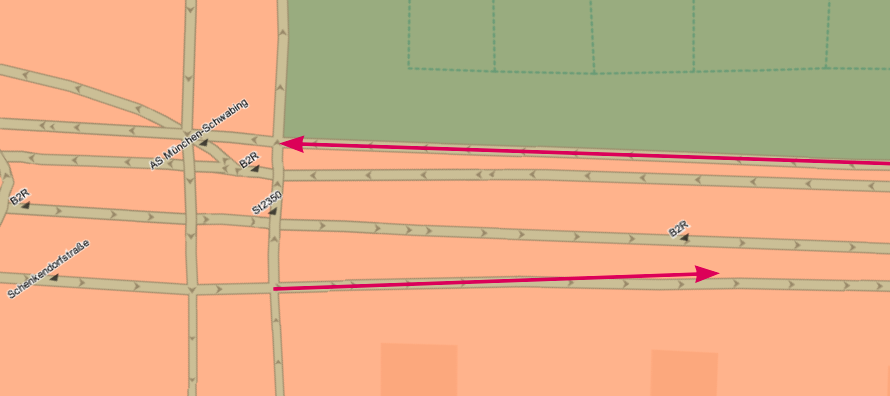 AS München-Schwabing
B2R
B2R
St2350
B2R
Schenkendorfstraße